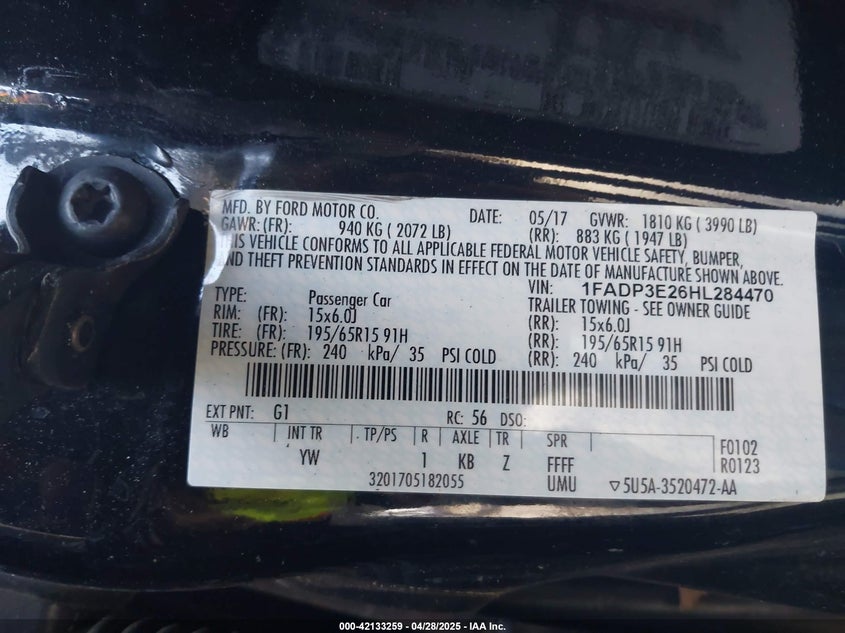 MFD. BY FORD MOTOR CO. DATE: 05/17 GVWR: 1810 KG ( 3990 LB)
GAWR: (FR): 940 KG ( 2072 LB) (RR): 883 KG ( 1947 LB)
THIS VEHICLE CONFORMS TO ALL APPLICABLE FEDERAL MOTOR VEHICLE SAFETY, BUMPER,
AND THEFT PREVENTION STANDARDS IN EFFECT ON THE DATE OF MANUFACTURE SHOWN ABOVE.
VIN: 1FADP3E26HL284470
TYPE: Passenger Car TRAILER TOWING - SEE OWNER GUIDE
RIM: (FR): 15x6.0J (RR): 15x6.0J
TIRE: (FR): 195/65R15 91H (RR): 195/65R15 91H
PRESSURE: (FR): 240 kPa/ 35 PSI COLD (RR): 240 kPa/ 35 PSI COLD
EXT PNT: G1 RC: 56 DSO:
WB INT TR TP/PS R AXLE TR SPR F0102
YW 1 KB Z FFFF R0123
3201705182055 UMU ▽5U5A-3520472-AA
000-42133259 | 04/28/2025 - IAA Inc.